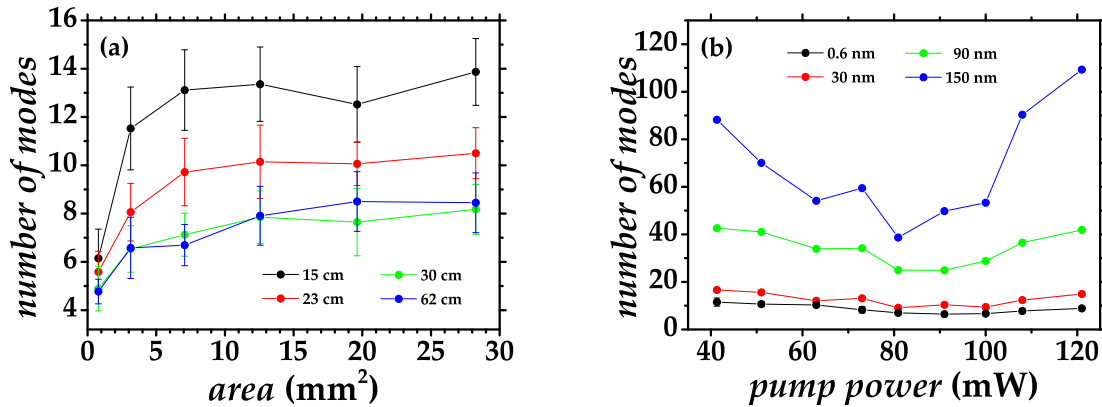 (a)
number of modes
16
14
12
10
8
6
4
0 5 10 15 20 25 30
area (mm²)
15 cm 30 cm
23 cm 62 cm
(b)
number of modes
120
100
80
60
40
20
0
40 60 80 100 120
pump power (mW)
0.6 nm 90 nm
30 nm 150 nm